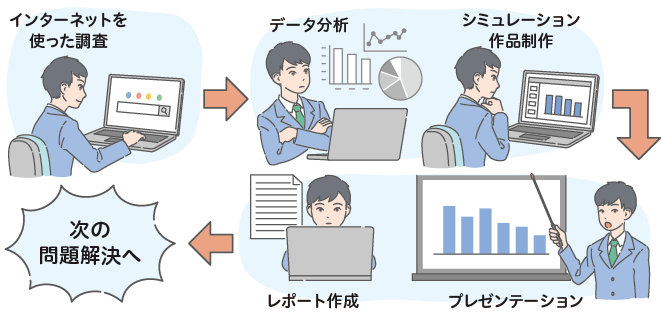 インターネットを
使った調査
データ分析
シミュレーション
作品制作
プレゼンテーション
レポート作成
次の
問題解決へ